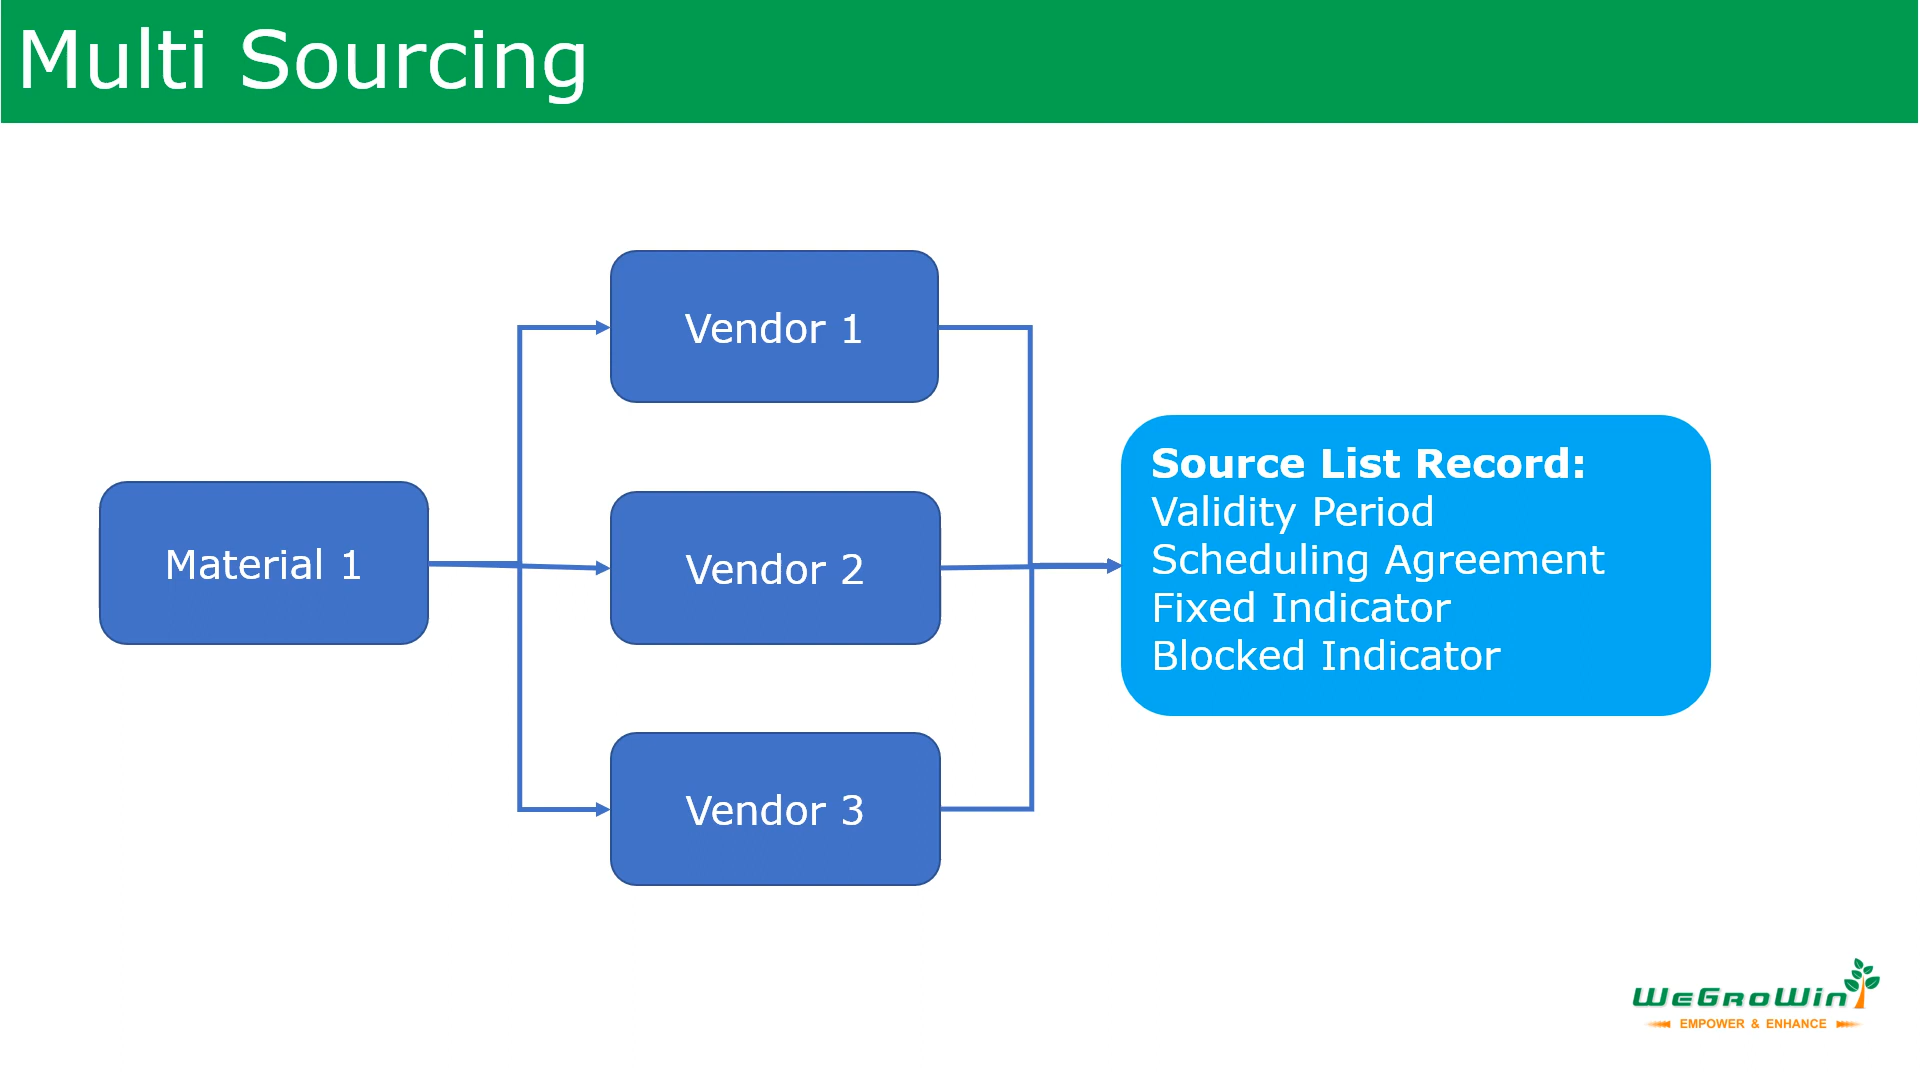 Multi Sourcing
Material 1
Vendor 1
Vendor 2
Vendor 3
Source List Record:
Validity Period
Scheduling Agreement
Fixed Indicator
Blocked Indicator
WeGroWin
EMPOWER & ENHANCE